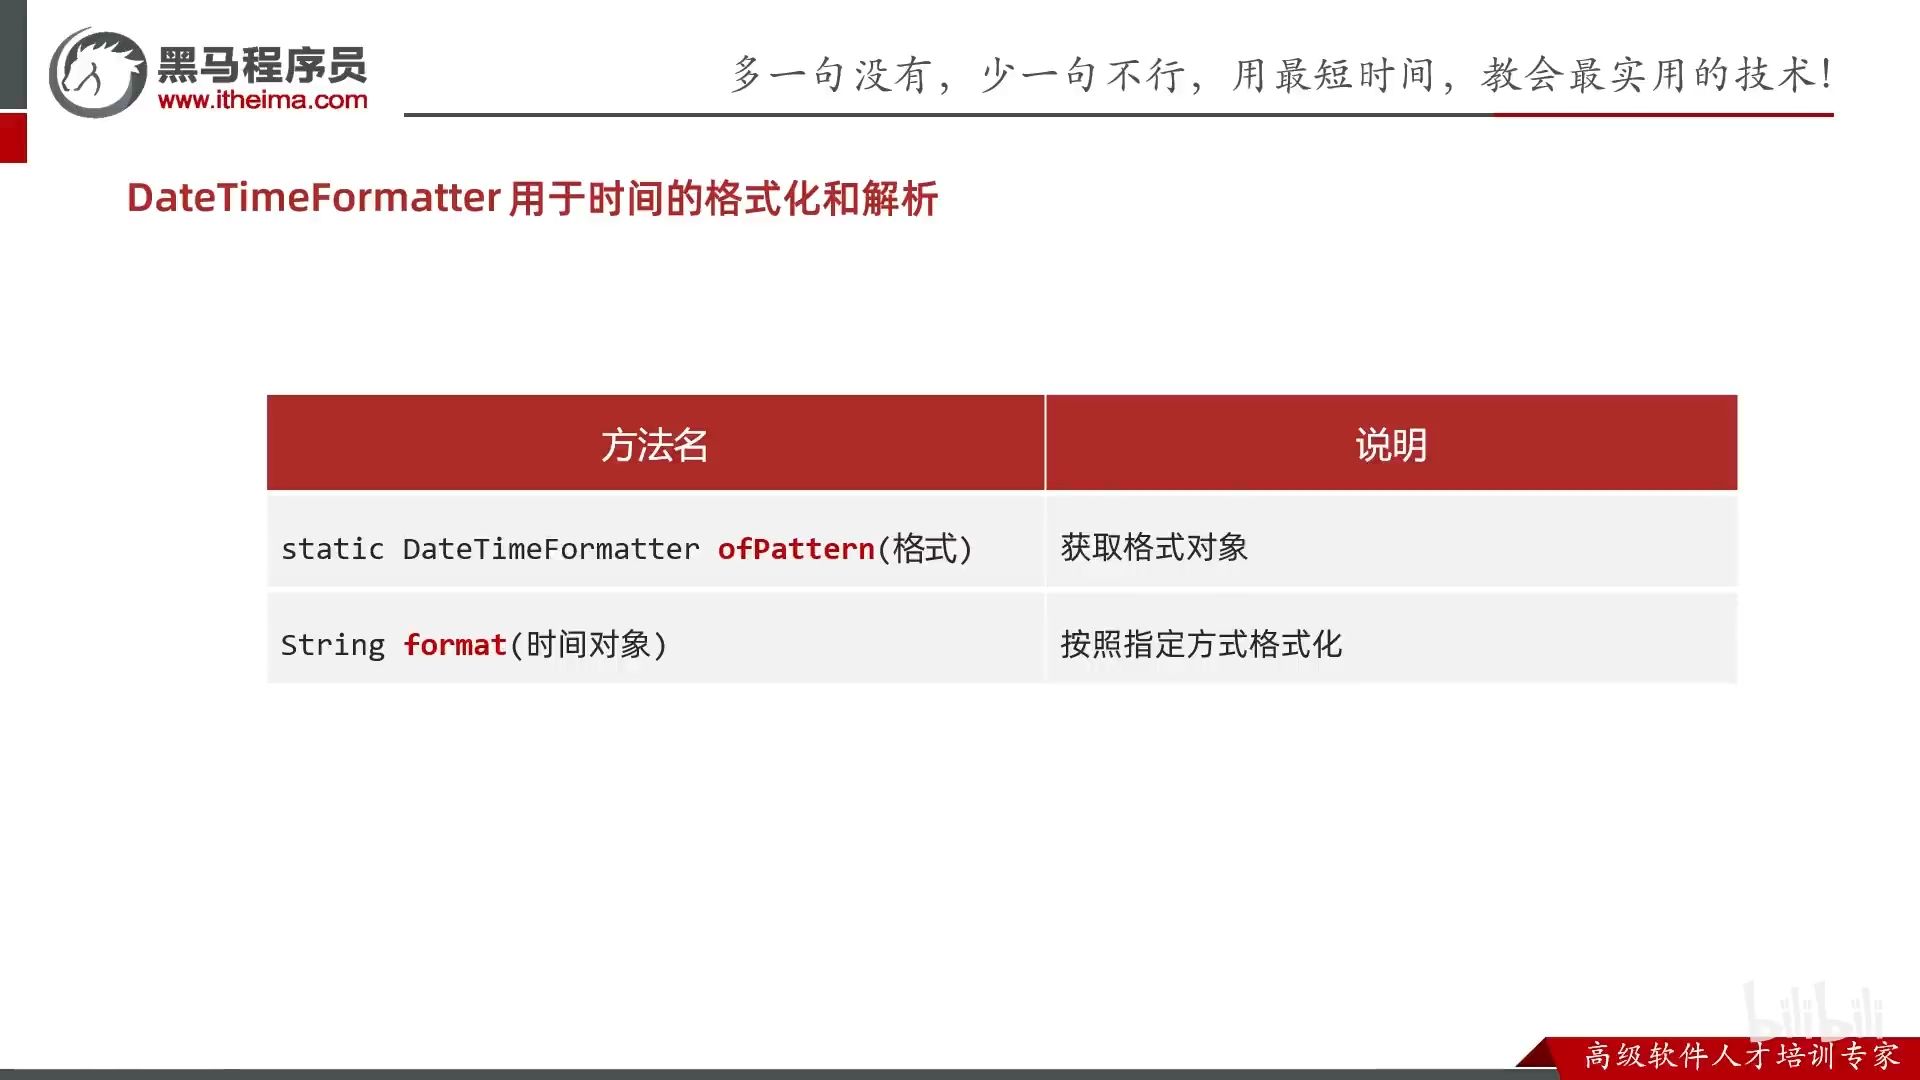 黑马程序员
www.itheima.com
多一句没有，少一句不行，用最短时间，教会最实用的技术！
DateTimeFormatter 用于时间的格式化和解析
方法名 说明
static DateTimeFormatter ofPattern(格式) 获取格式对象
String format(时间对象) 按照指定方式格式化
bilibili
高级软件人才培训专家